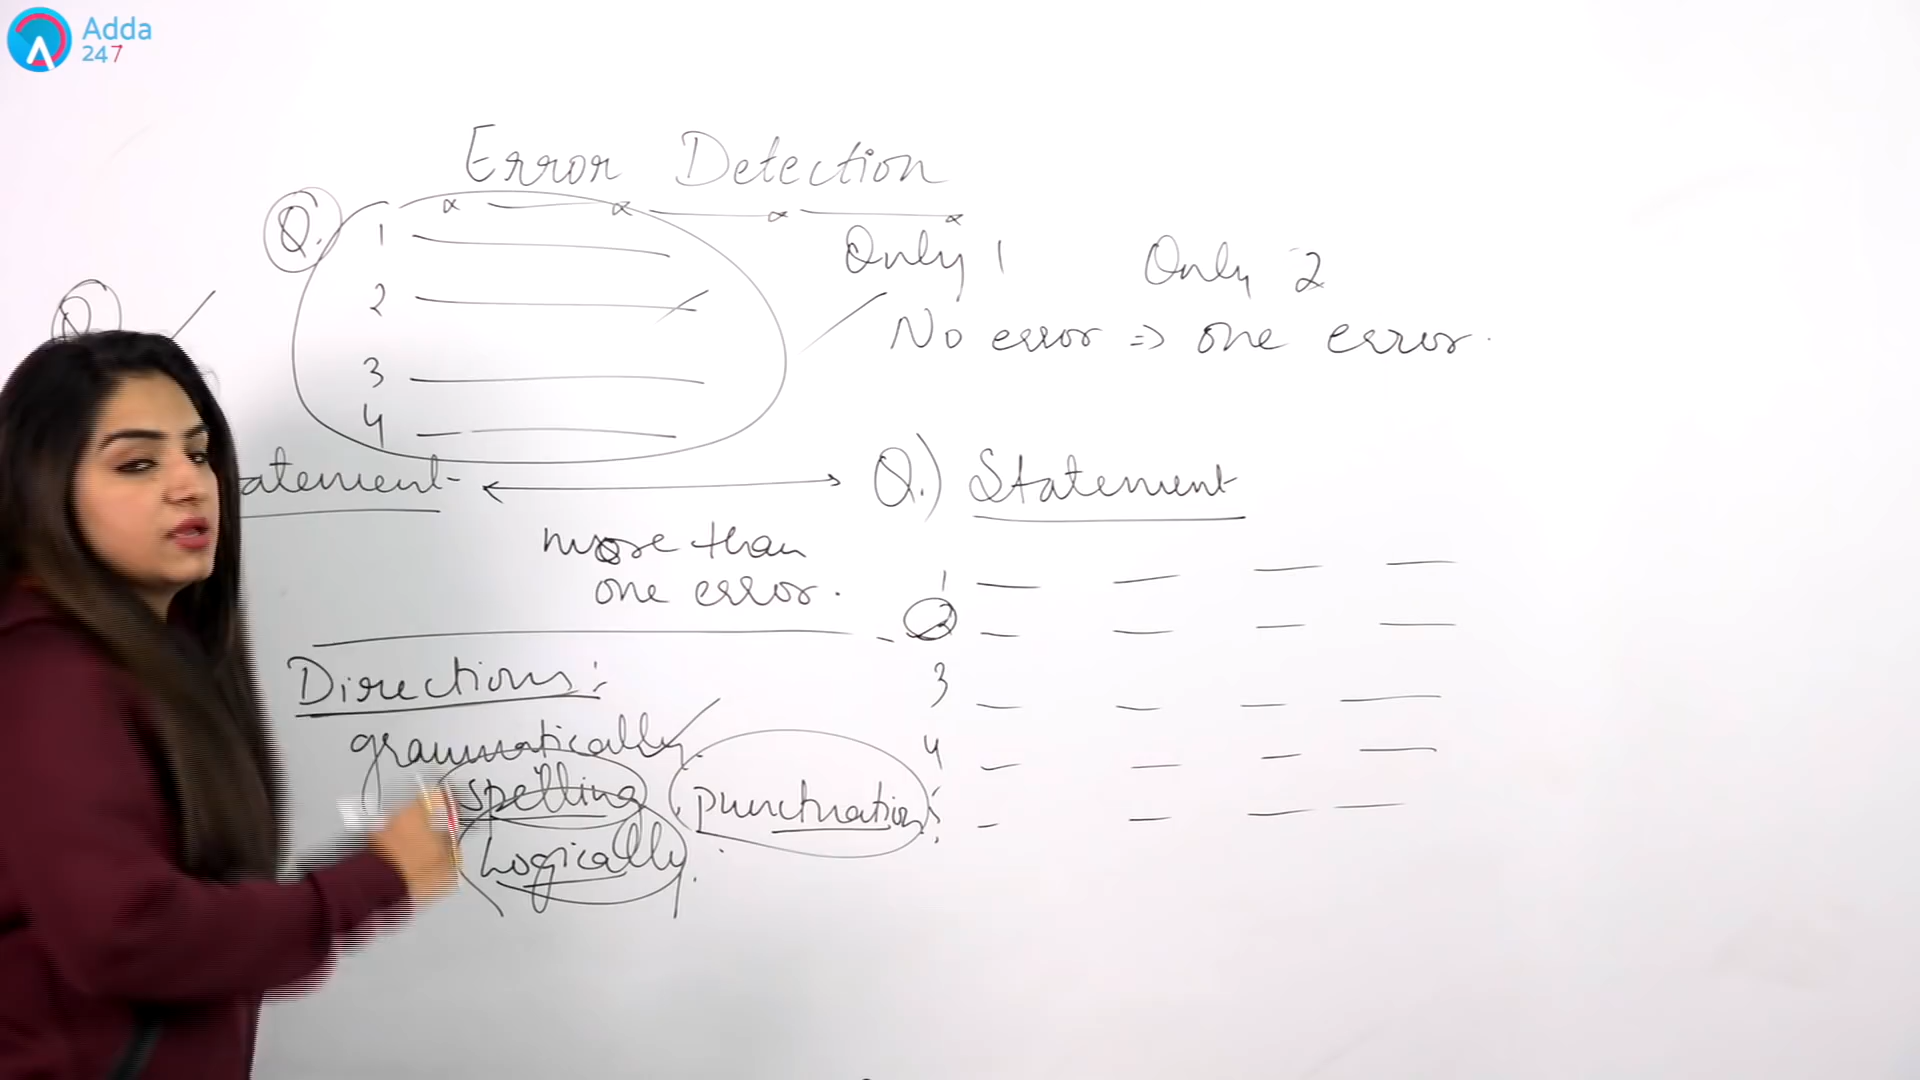 Adda
247
Error Detection
Q. 1
Only 1 Only 2
2
No error => one error.
Q
3
4
atement
Q.) Statement
more than
one error.
1
2
3
4
Directions:
grammatically
spelling punctuation
Logically